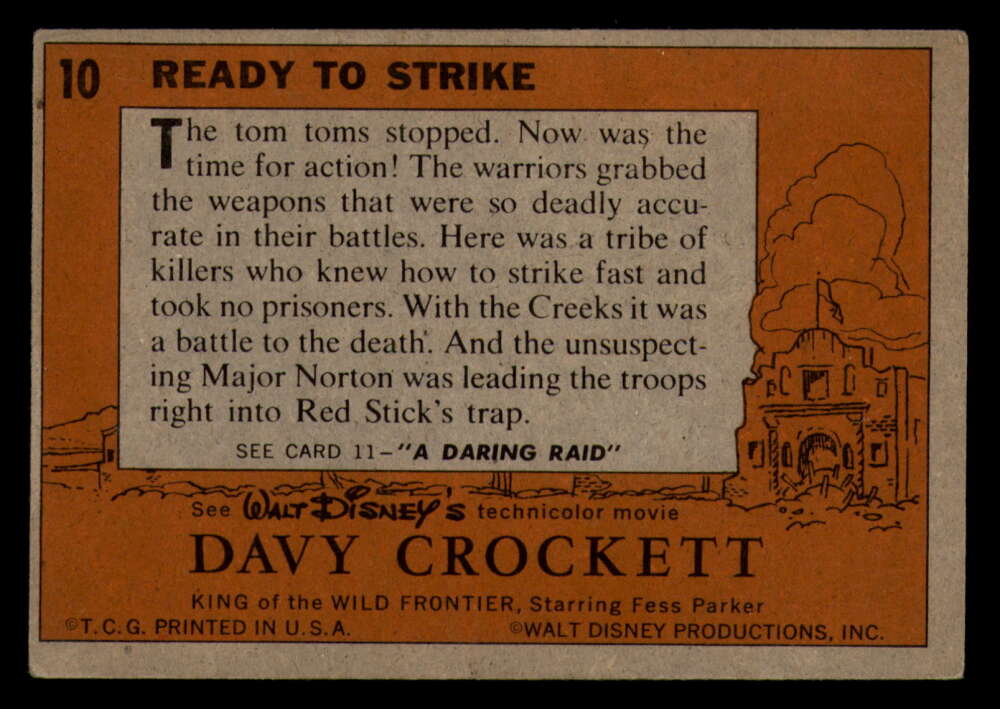 10 READY TO STRIKE
The tom toms stopped. Now was the
time for action! The warriors grabbed
the weapons that were so deadly accu-
rate in their battles. Here was a tribe of
killers who knew how to strike fast and
took no prisoners. With the Creeks it was
a battle to the death. And the unsuspect-
ing Major Norton was leading the troops
right into Red Stick's trap.
SEE CARD 11-"A DARING RAID"
See WALT DISNEY'S technicolor movie
DAVY CROCKETT
KING of the WILD FRONTIER, Starring Fess Parker
©T.C.G. PRINTED IN U.S.A. ©WALT DISNEY PRODUCTIONS, INC.